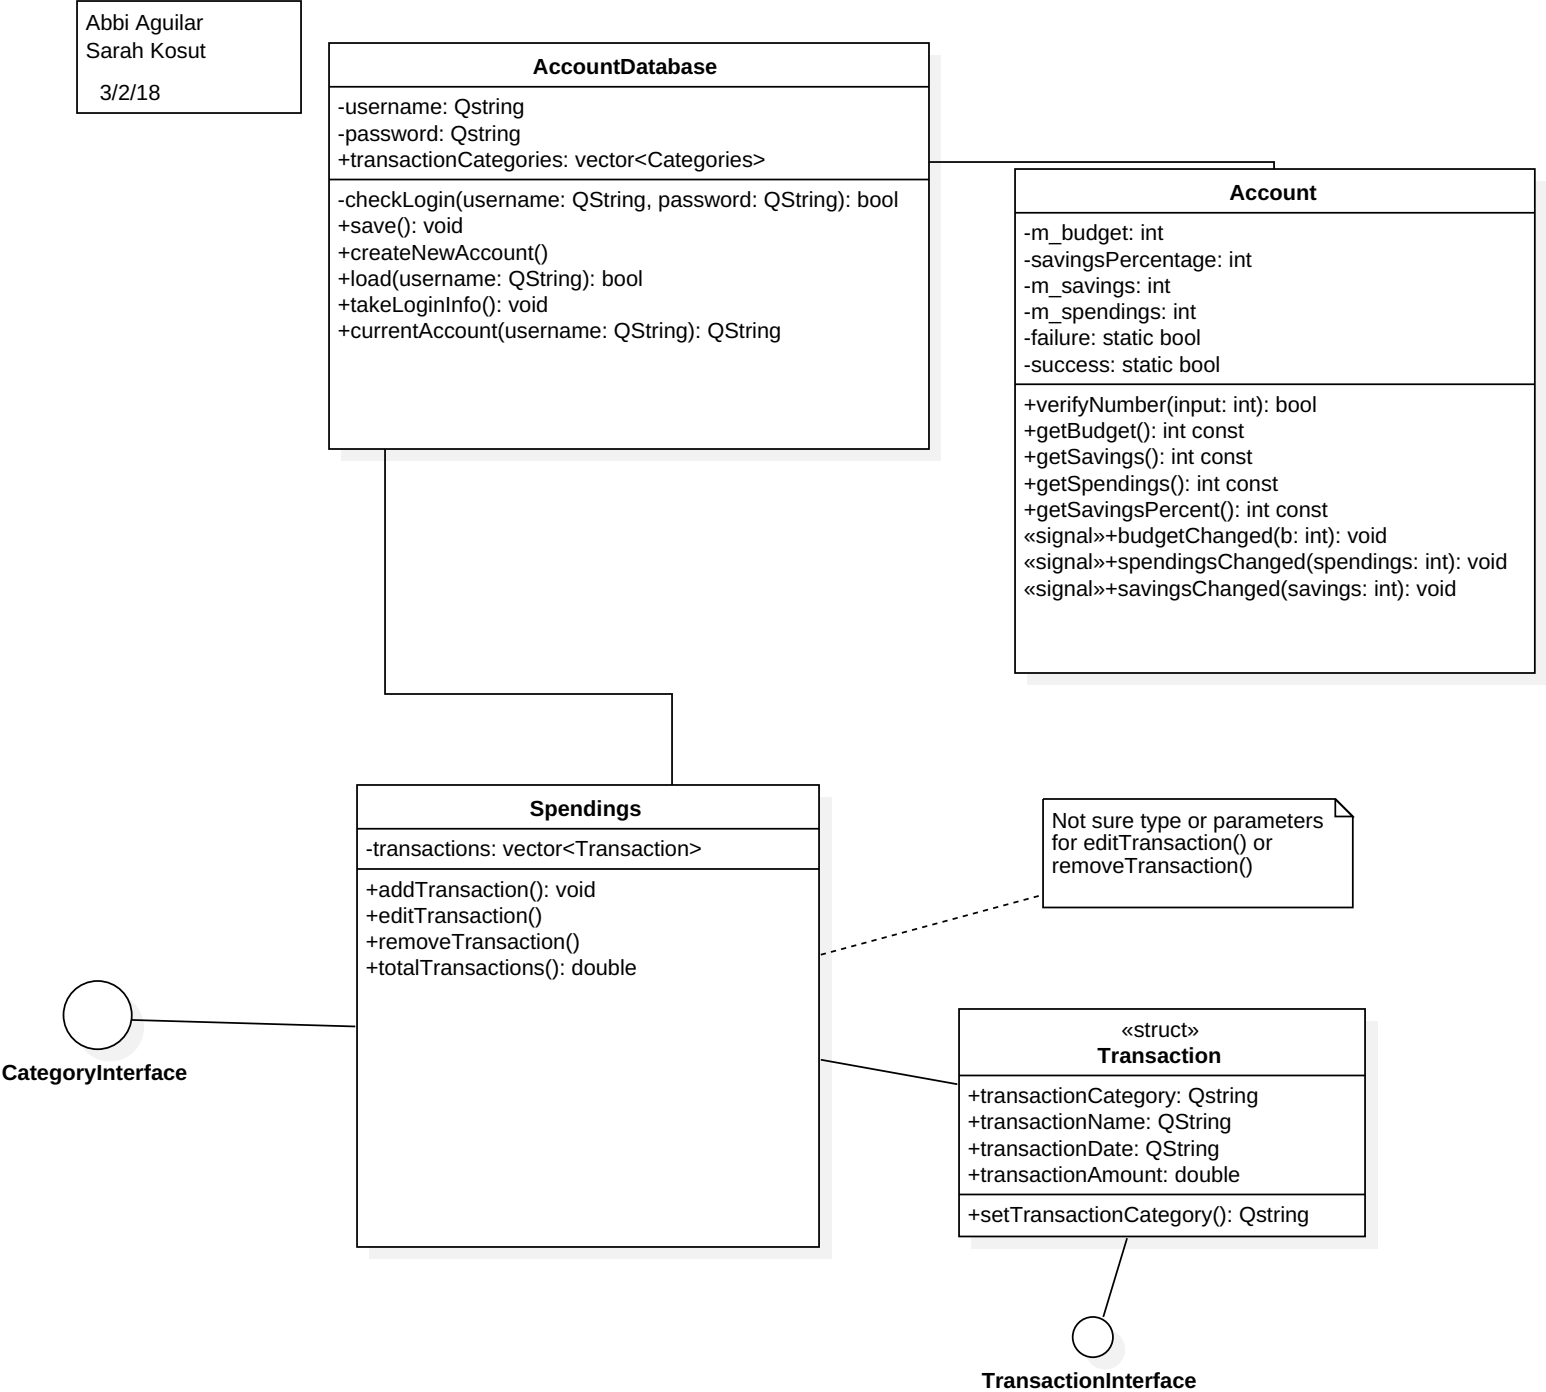 Abbi Aguilar
Sarah Kosut
3/2/18
AccountDatabase
-username: Qstring
-password: Qstring
+transactionCategories: vector<Categories>
-checkLogin(username: QString, password: QString): bool
+save(): void
+createNewAccount()
+load(username: QString): bool
+takeLoginInfo(): void
+currentAccount(username: QString): QString
Account
-m_budget: int
-savingsPercentage: int
-m_savings: int
-m_spendings: int
-failure: static bool
-success: static bool
+verifyNumber(input: int): bool
+getBudget(): int const
+getSavings(): int const
+getSpendings(): int const
+getSavingsPercent(): int const
«signal»+budgetChanged(b: int): void
«signal»+spendingsChanged(spendings: int): void
«signal»+savingsChanged(savings: int): void
Spendings
-transactions: vector<Transaction>
+addTransaction(): void
+editTransaction()
+removeTransaction()
+totalTransactions(): double
Not sure type or parameters
for editTransaction() or
removeTransaction()
CategoryInterface
«struct»
Transaction
+transactionCategory: Qstring
+transactionName: QString
+transactionDate: QString
+transactionAmount: double
+setTransactionCategory(): Qstring
TransactionInterface